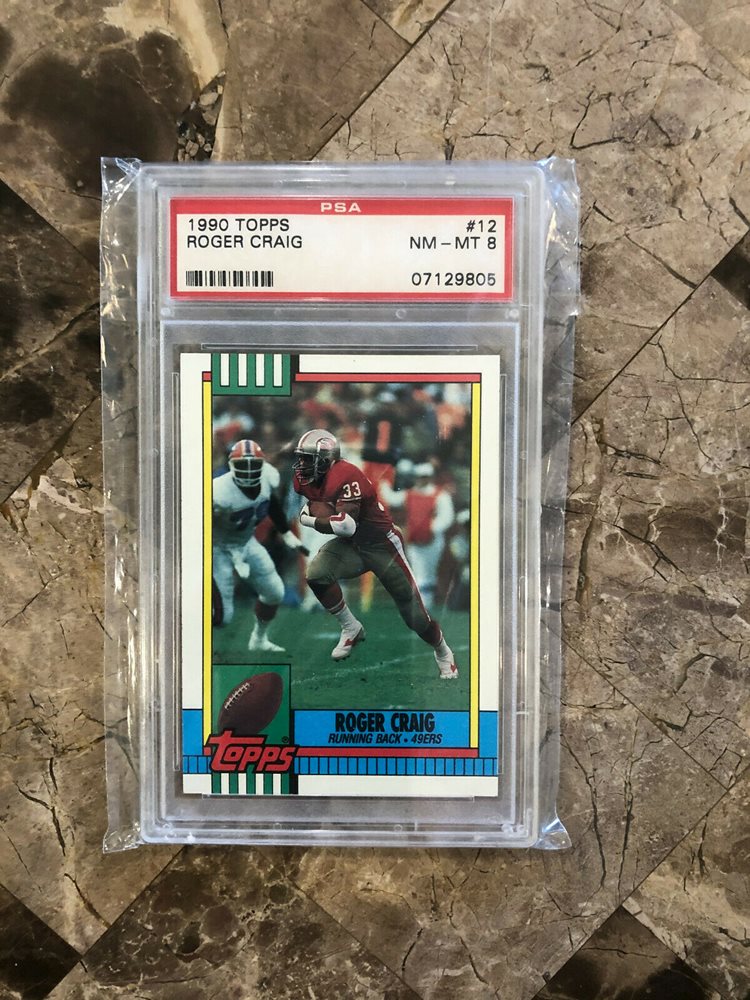 PSA
1990 TOPPS #12
ROGER CRAIG NM – MT 8
07129805
33
ROGER CRAIG
RUNNING BACK • 49ERS
TOPPS®